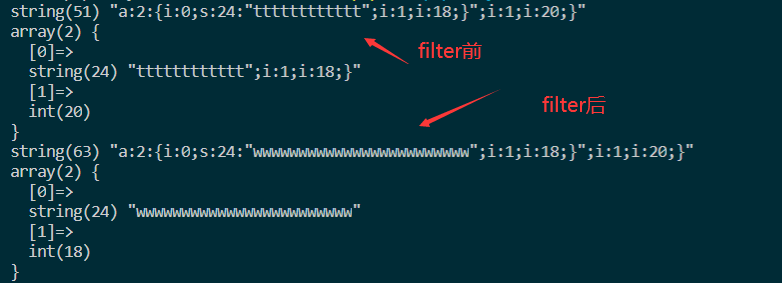 string(51) "a:2:{i:0;s:24:"tttttttttttt";i:1;i:18;}";i:1;i:20;}"
array(2) {
[0]=>
string(24) "tttttttttttt";i:1;i:18;}"
filter前
[1]=>
int(20)
filter后
}
string(63) "a:2:{i:0;s:24:"wwwwwwwwwwwwwwwwwwwwwwww";i:1;i:18;}";i:1;i:20;}"
array(2) {
[0]=>
string(24) "wwwwwwwwwwwwwwwwwwwwwwww"
[1]=>
int(18)
}